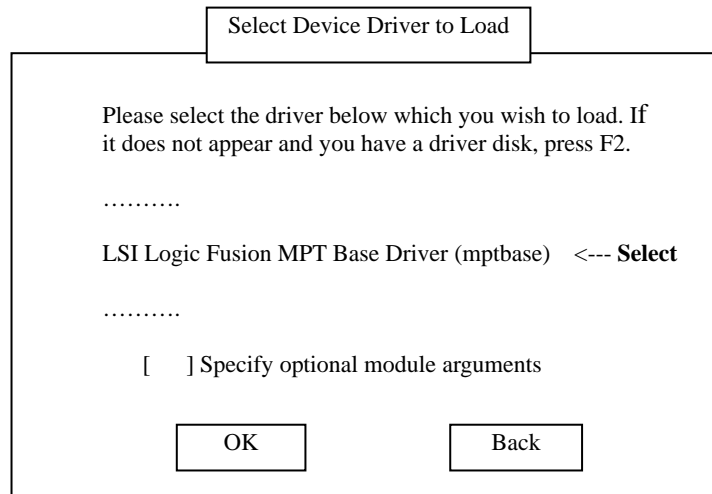 Select Device Driver to Load
Please select the driver below which you wish to load. If
it does not appear and you have a driver disk, press F2.
……….
LSI Logic Fusion MPT Base Driver (mptbase) <--- Select
……….
[ ] Specify optional module arguments
OK Back